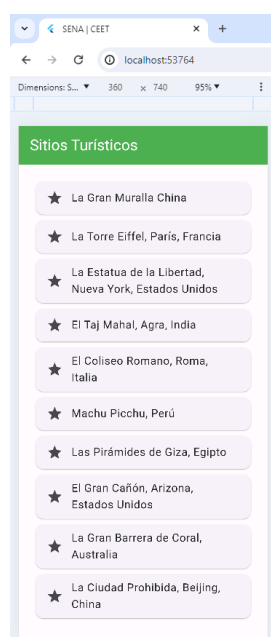 SENA | CEET
localhost:53764
Dimensions: S... 360 x 740 95%
Sitios Turísticos
La Gran Muralla China
La Torre Eiffel, París, Francia
La Estatua de la Libertad,
Nueva York, Estados Unidos
El Taj Mahal, Agra, India
El Coliseo Romano, Roma,
Italia
Machu Picchu, Perú
Las Pirámides de Giza, Egipto
El Gran Cañón, Arizona,
Estados Unidos
La Gran Barrera de Coral,
Australia
La Ciudad Prohibida, Beijing,
China